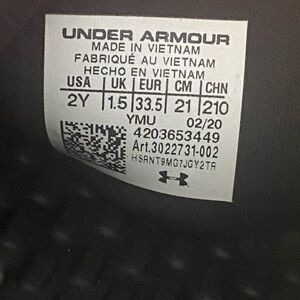 UNDER ARMOUR
MADE IN VIETNAM
FABRIQUÉ AU VIETNAM
HECHO EN VIETNAM
USA UK EUR CM CHN
2Y 1.5 33.5 21 210
YMU 02/20
4203653449
Art.3022731-002
HSRNT9MG7JGY2TR